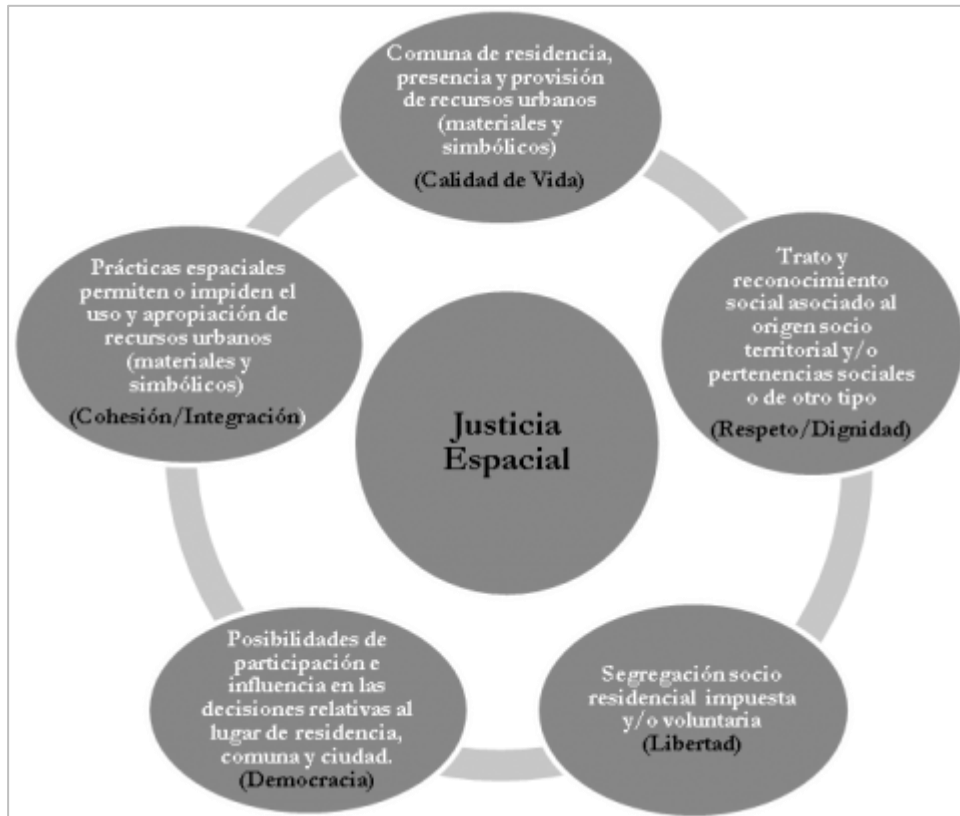 Comuna de residencia,
presencia y provisión
de recursos urbanos
(materiales y
simbólicos)
(Calidad de Vida)
Trato y
reconocimiento
social asociado al
origen socio
territorial y/o
pertenencias sociales
o de otro tipo
(Respeto/Dignidad)
Segregación socio
residencial impuesta
y/o voluntaria
(Libertad)
Posibilidades de
participación e
influencia en las
decisiones relativas al
lugar de residencia,
comuna y ciudad.
(Democracia)
Prácticas espaciales
permiten o impiden el
uso y apropiación de
recursos urbanos
(materiales y
simbólicos)
(Cohesión/Integración)
Justicia
Espacial